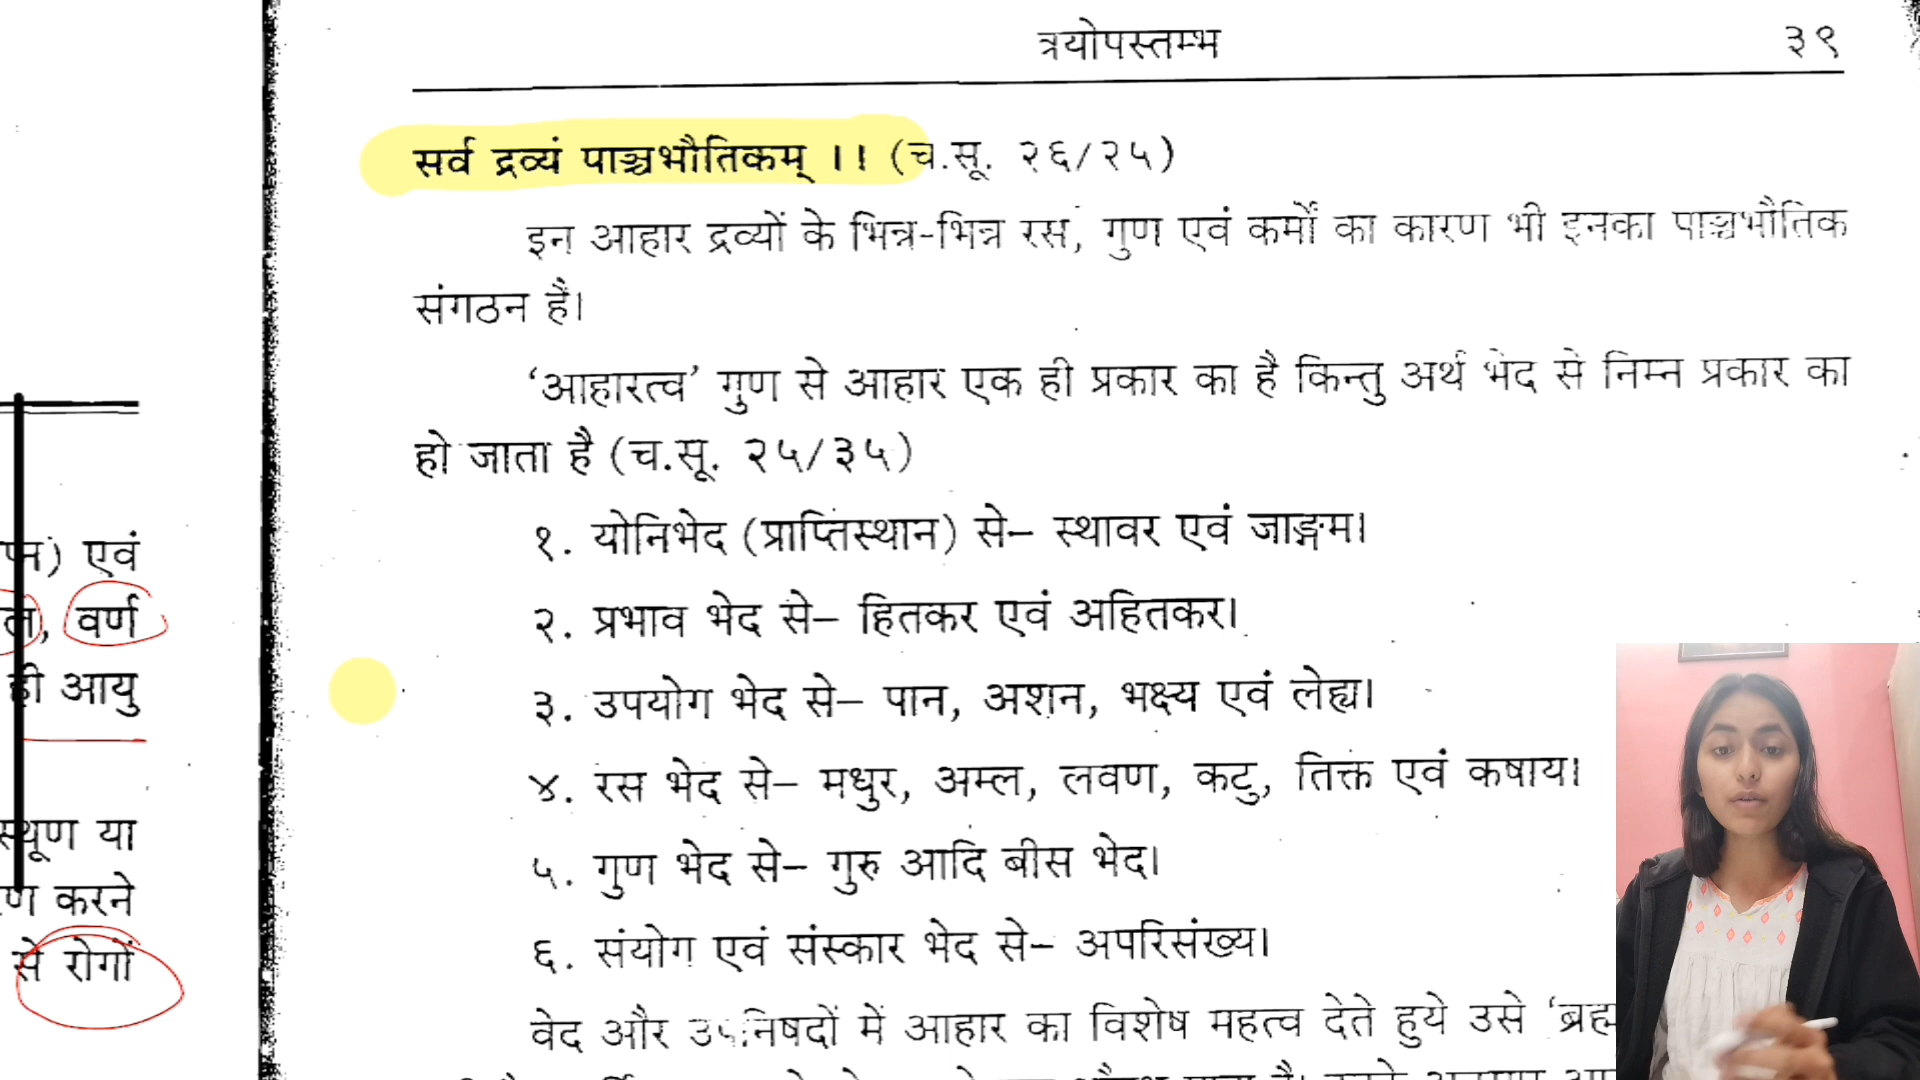 त्रयोपस्तम्भ ३९
सर्व द्रव्यं पाञ्चभौतिकम् ।। (च.सू. २६/२५)
इन आहार द्रव्यों के भिन्न-भिन्न रस, गुण एवं कर्मों का कारण भी इनका पाञ्चभौतिक
संगठन है।
‘आहारत्व’ गुण से आहार एक ही प्रकार का है किन्तु अर्थ भेद से निम्न प्रकार का
हो जाता है (च.सू. २५/३५)
१. योनिभेद (प्राप्तिस्थान) से– स्थावर एवं जाङ्गम।
२. प्रभाव भेद से– हितकर एवं अहितकर।
३. उपयोग भेद से– पान, अशन, भक्ष्य एवं लेह्य।
४. रस भेद से– मधुर, अम्ल, लवण, कटु, तिक्त एवं कषाय।
५. गुण भेद से– गुरु आदि बीस भेद।
६. संयोग एवं संस्कार भेद से– अपरिसंख्य।
वेद और उपनिषदों में आहार का विशेष महत्व देते हुये उसे ‘ब्रह्म
एवं
वर्ण
ही आयु
या
करने
से रोगों